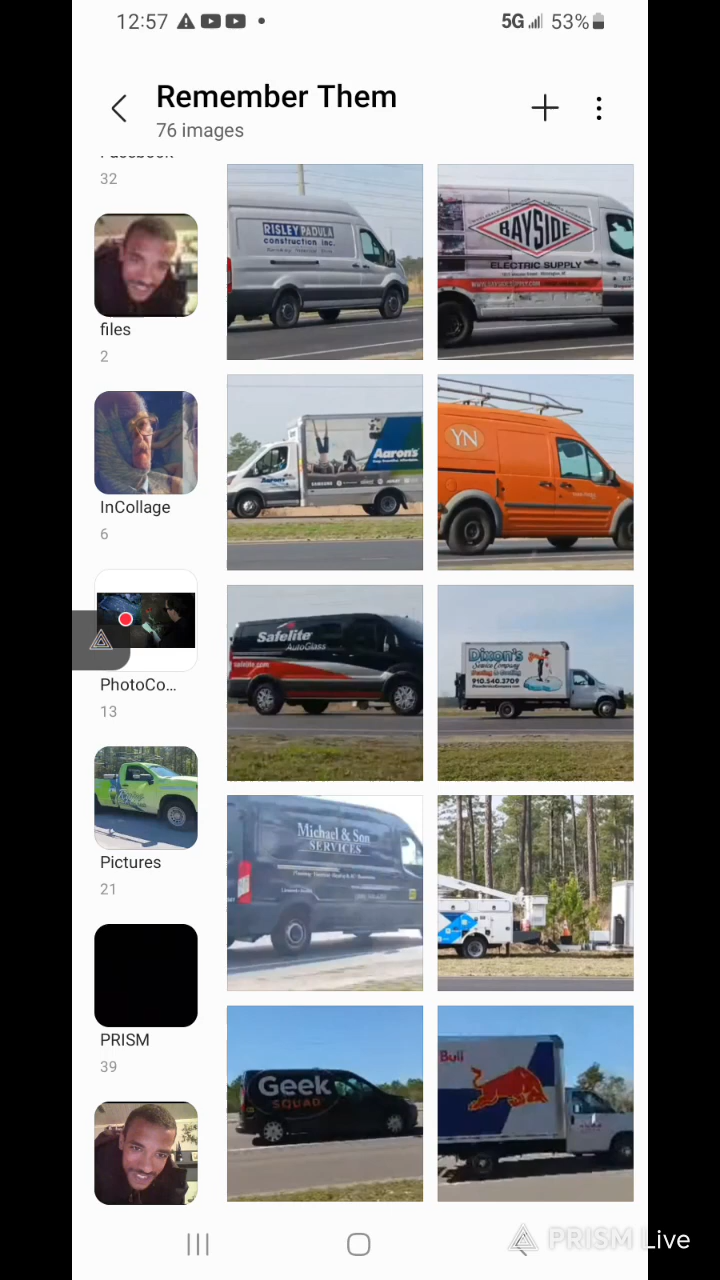 12:57
5G 53%
Remember Them
76 images
32
files
2
InCollage
6
PhotoCo...
13
Pictures
21
PRISM
39
RISLEY PADULA
construction inc.
BAYSIDE
ELECTRIC SUPPLY
Aaron's
YN
Safelite
AutoGlass
safelite.com
Dixon's
Service Company
910.540.3709
Michael & Son
SERVICES
Geek
SQUAD
Bull
PRISM Live